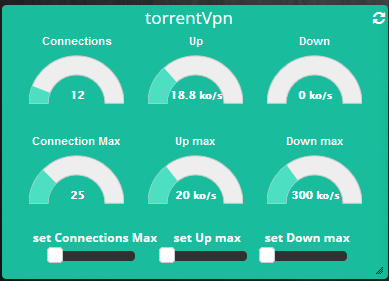 torrentVpn
Connections Up Down
12 18.8 ko/s 0 ko/s
Connection Max Up max Down max
25 20 ko/s 300 ko/s
set Connections Max set Up max set Down max